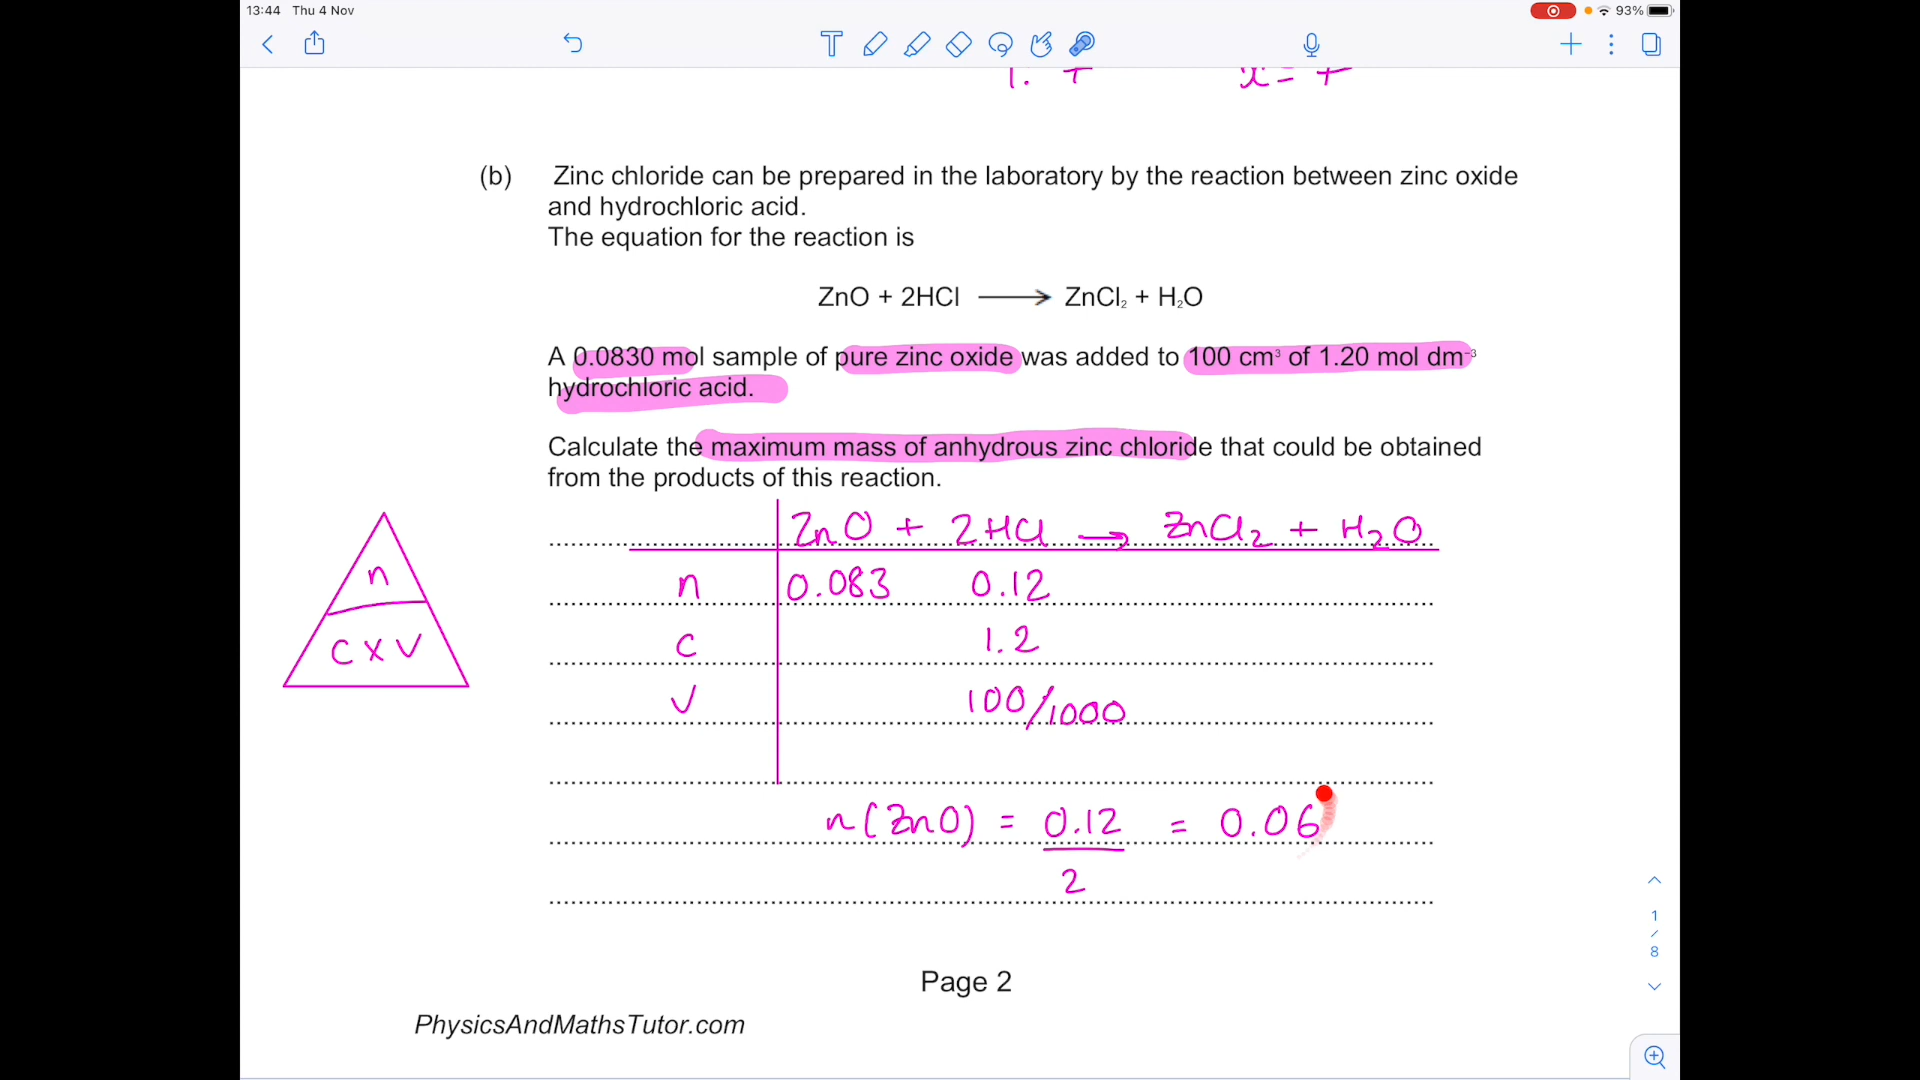 13:44 Thu 4 Nov
93%
(b) Zinc chloride can be prepared in the laboratory by the reaction between zinc oxide
and hydrochloric acid.
The equation for the reaction is
ZnO + 2HCl ⟶ ZnCl₂ + H₂O
A 0.0830 mol sample of pure zinc oxide was added to 100 cm³ of 1.20 mol dm⁻³
hydrochloric acid.
Calculate the maximum mass of anhydrous zinc chloride that could be obtained
from the products of this reaction.
ZnO + 2HCl → ZnCl₂ + H₂O
n 0.083 0.12
c 1.2
V 100/1000
n
c x V
n(ZnO) = 0.12 = 0.06
2
1
/
8
Page 2
PhysicsAndMathsTutor.com